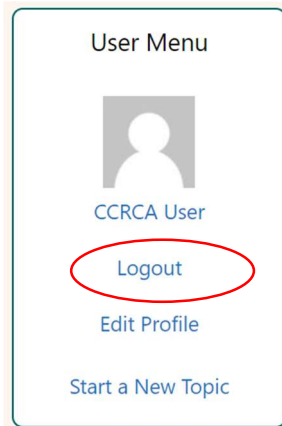 User Menu
CCRCA User
Logout
Edit Profile
Start a New Topic